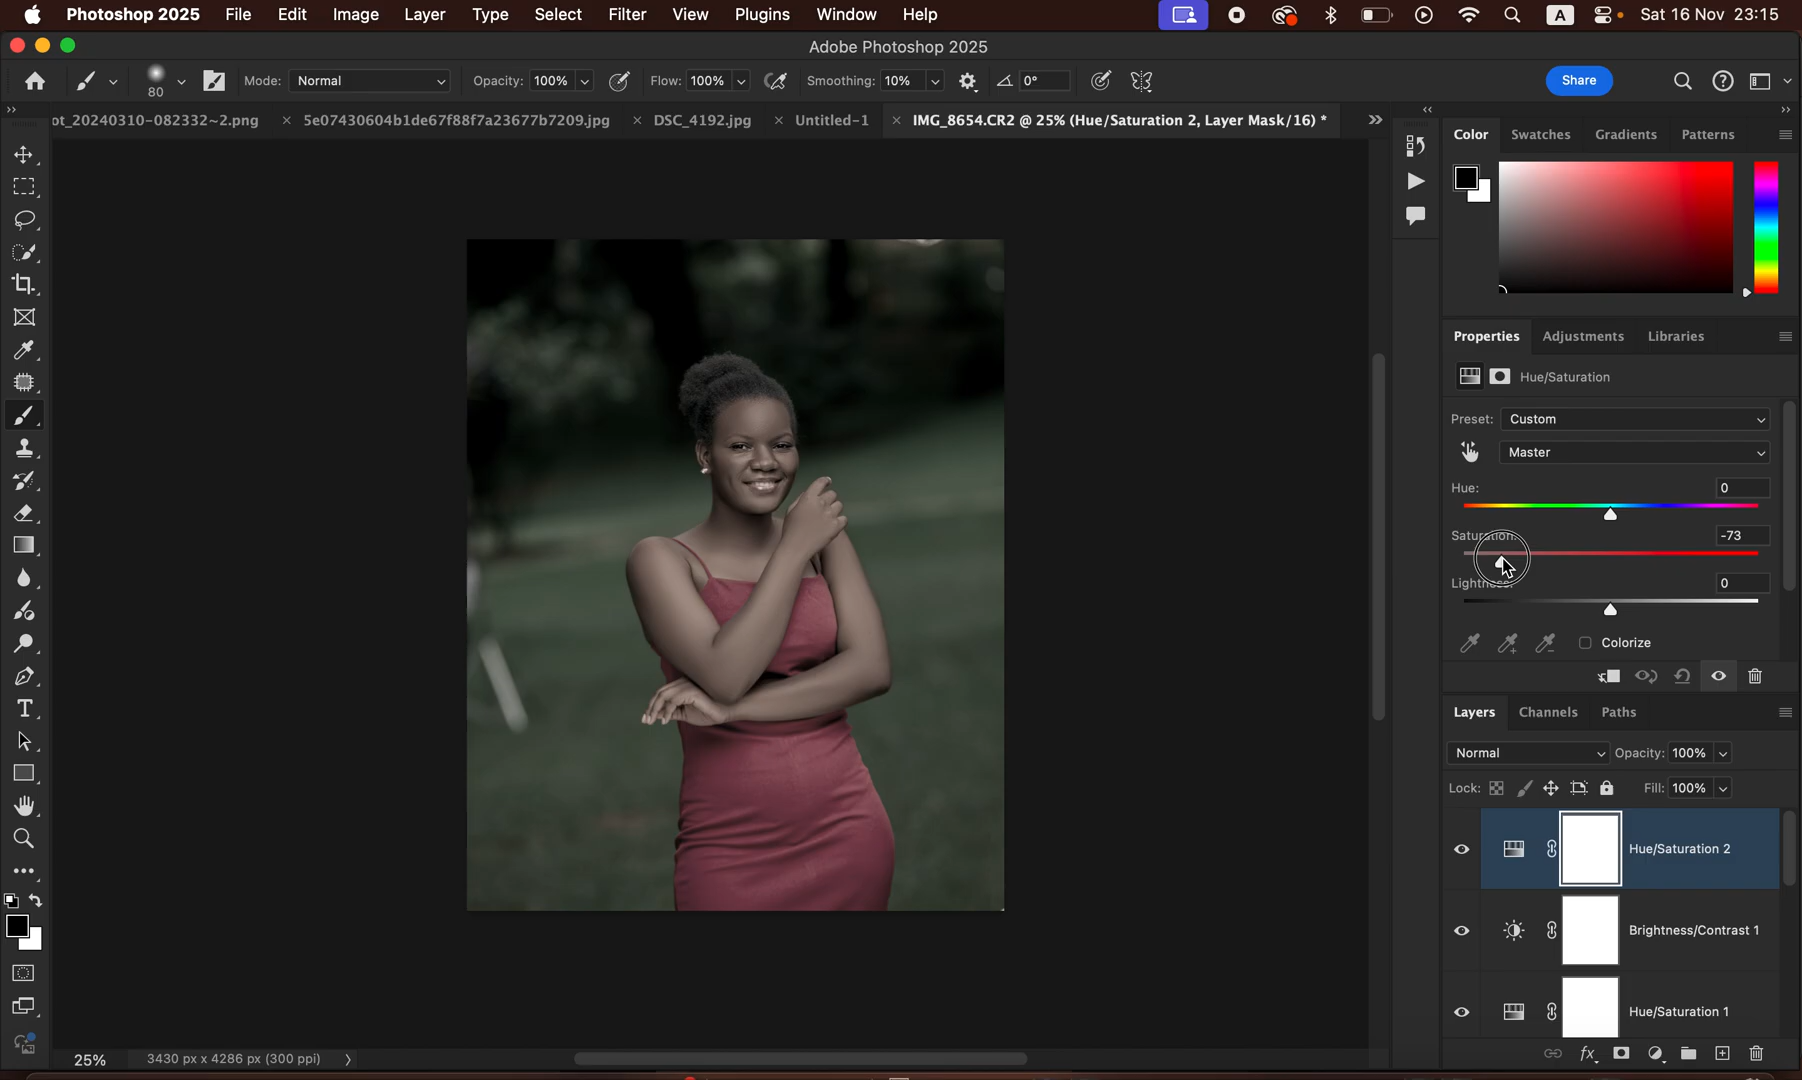 Photoshop 2025 File Edit Image Layer Type Select Filter View Plugins Window Help A Sat 16 Nov 23:15
Adobe Photoshop 2025
80 Mode: Normal Opacity: 100% Flow: 100% Smoothing: 10% 0° Share
ot_20240310-082332~2.png × 5e07430604b1de67f88f7a23677b7209.jpg × DSC_4192.jpg × Untitled-1 × IMG_8654.CR2 @ 25% (Hue/Saturation 2, Layer Mask/16) *
Color Swatches Gradients Patterns
Properties Adjustments Libraries
Hue/Saturation
Preset: Custom
Master
Hue: 0
Saturation: -73
Lightness: 0
Colorize
Layers Channels Paths
Normal Opacity: 100%
Lock: Fill: 100%
Hue/Saturation 2
Brightness/Contrast 1
Hue/Saturation 1
fx
25% 3430 px x 4286 px (300 ppi)